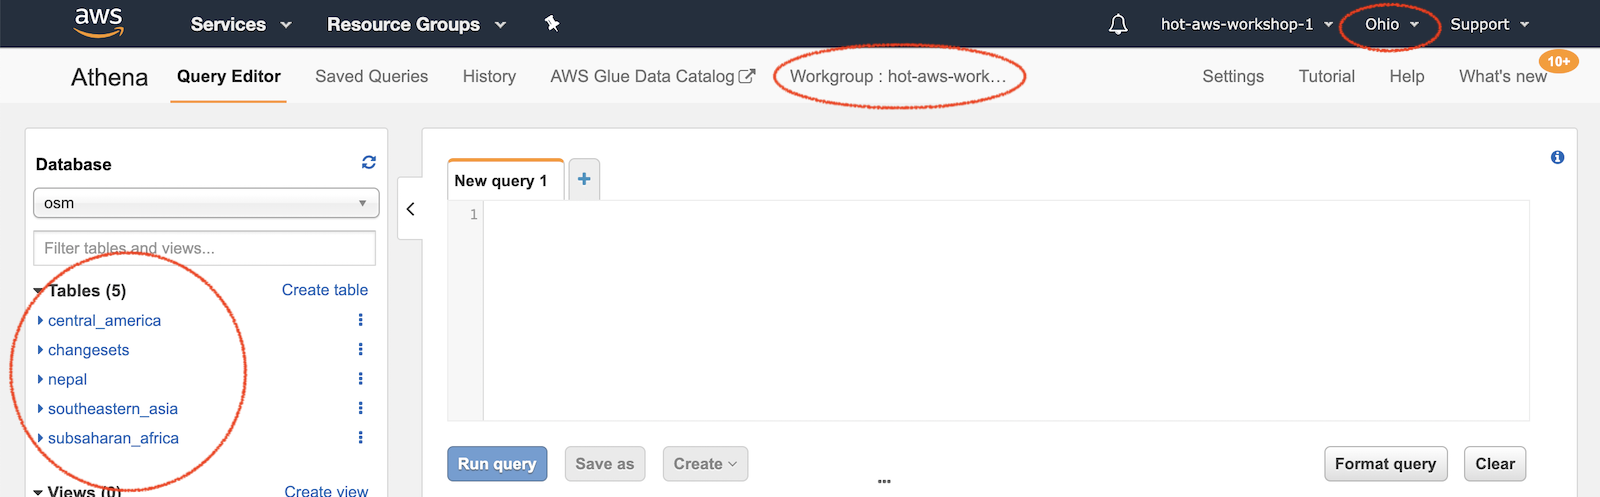 aws Services Resource Groups hot-aws-workshop-1 Ohio Support
Athena Query Editor Saved Queries History AWS Glue Data Catalog Workgroup : hot-aws-work... Settings Tutorial Help What's new 10+
Database
osm
Filter tables and views...
Tables (5) Create table
central_america
changesets
nepal
southeastern_asia
subsaharan_africa
Views (0) Create view
New query 1 +
1
Run query Save as Create Format query Clear